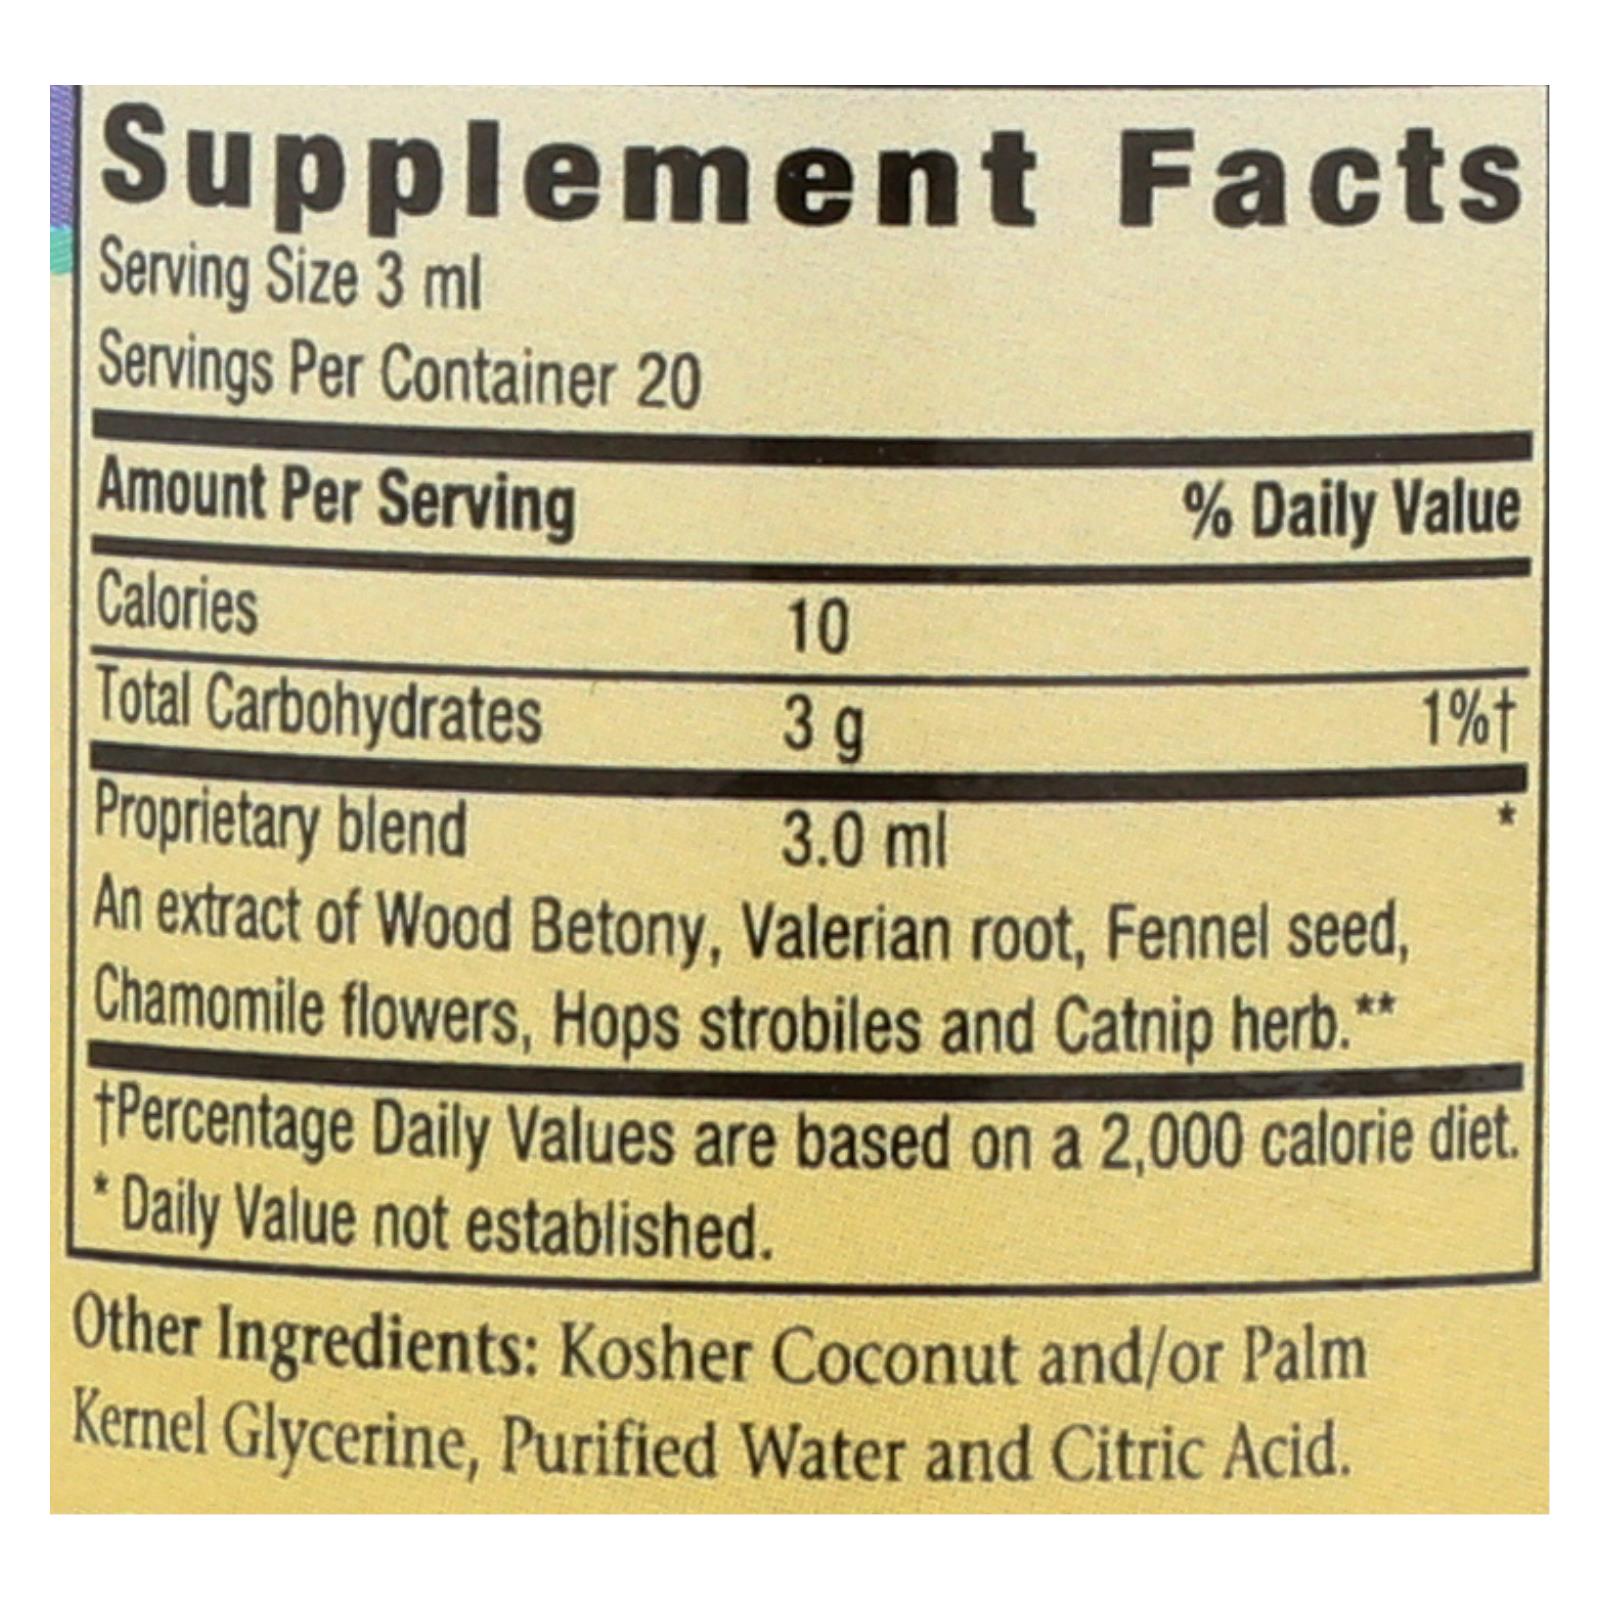 Supplement Facts
Serving Size 3 ml
Servings Per Container 20
Amount Per Serving % Daily Value
Calories 10
Total Carbohydrates 3 g 1%†
Proprietary blend 3.0 ml *
An extract of Wood Betony, Valerian root, Fennel seed,
Chamomile flowers, Hops strobiles and Catnip herb.**
†Percentage Daily Values are based on a 2,000 calorie diet.
* Daily Value not established.
Other Ingredients: Kosher Coconut and/or Palm
Kernel Glycerine, Purified Water and Citric Acid.